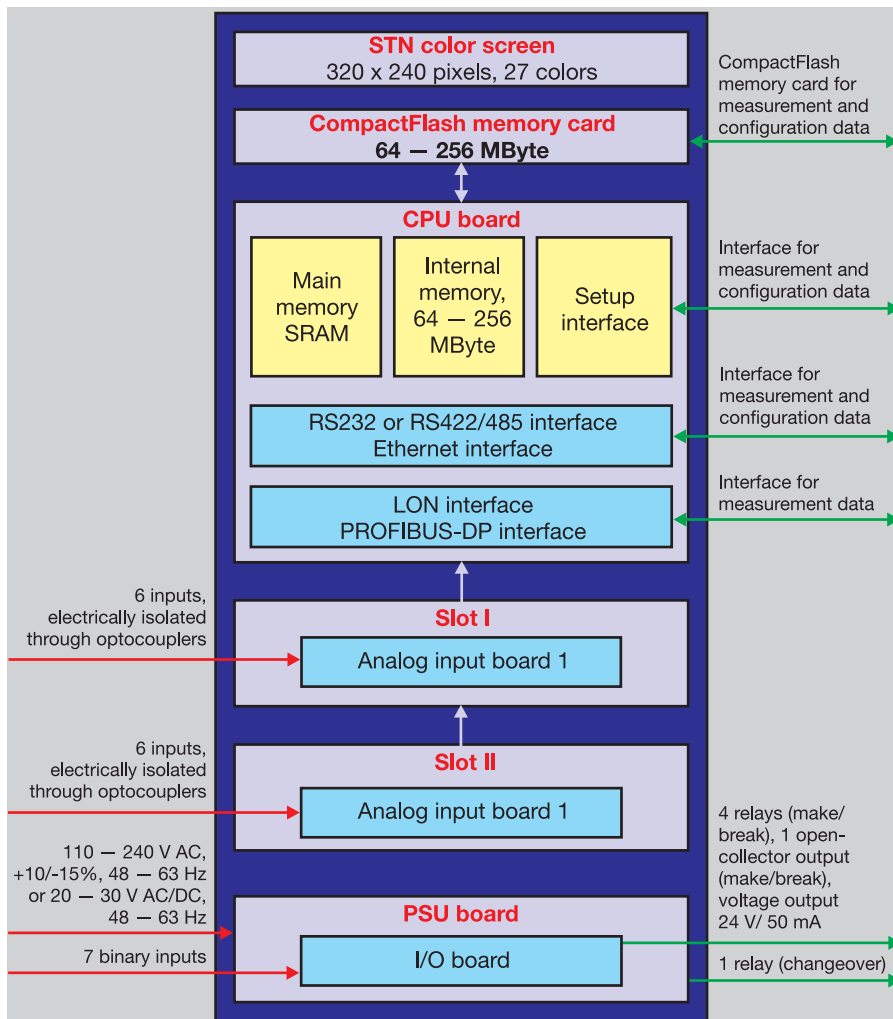 STN color screen
320 x 240 pixels, 27 colors
CompactFlash memory card
64 — 256 MByte
CompactFlash
memory card for
measurement and
configuration data
CPU board
Main
memory
SRAM
Internal
memory,
64 — 256
MByte
Setup
interface
Interface for
measurement and
configuration data
RS232 or RS422/485 interface
Ethernet interface
Interface for
measurement and
configuration data
LON interface
PROFIBUS-DP interface
Interface for
measurement data
6 inputs,
electrically isolated
through optocouplers
Slot I
Analog input board 1
6 inputs,
electrically isolated
through optocouplers
Slot II
Analog input board 1
110 — 240 V AC,
+10/-15%, 48 — 63 Hz
or 20 — 30 V AC/DC,
48 — 63 Hz
7 binary inputs
PSU board
I/O board
4 relays (make/
break), 1 open-
collector output
(make/break),
voltage output
24 V/ 50 mA
1 relay (changeover)